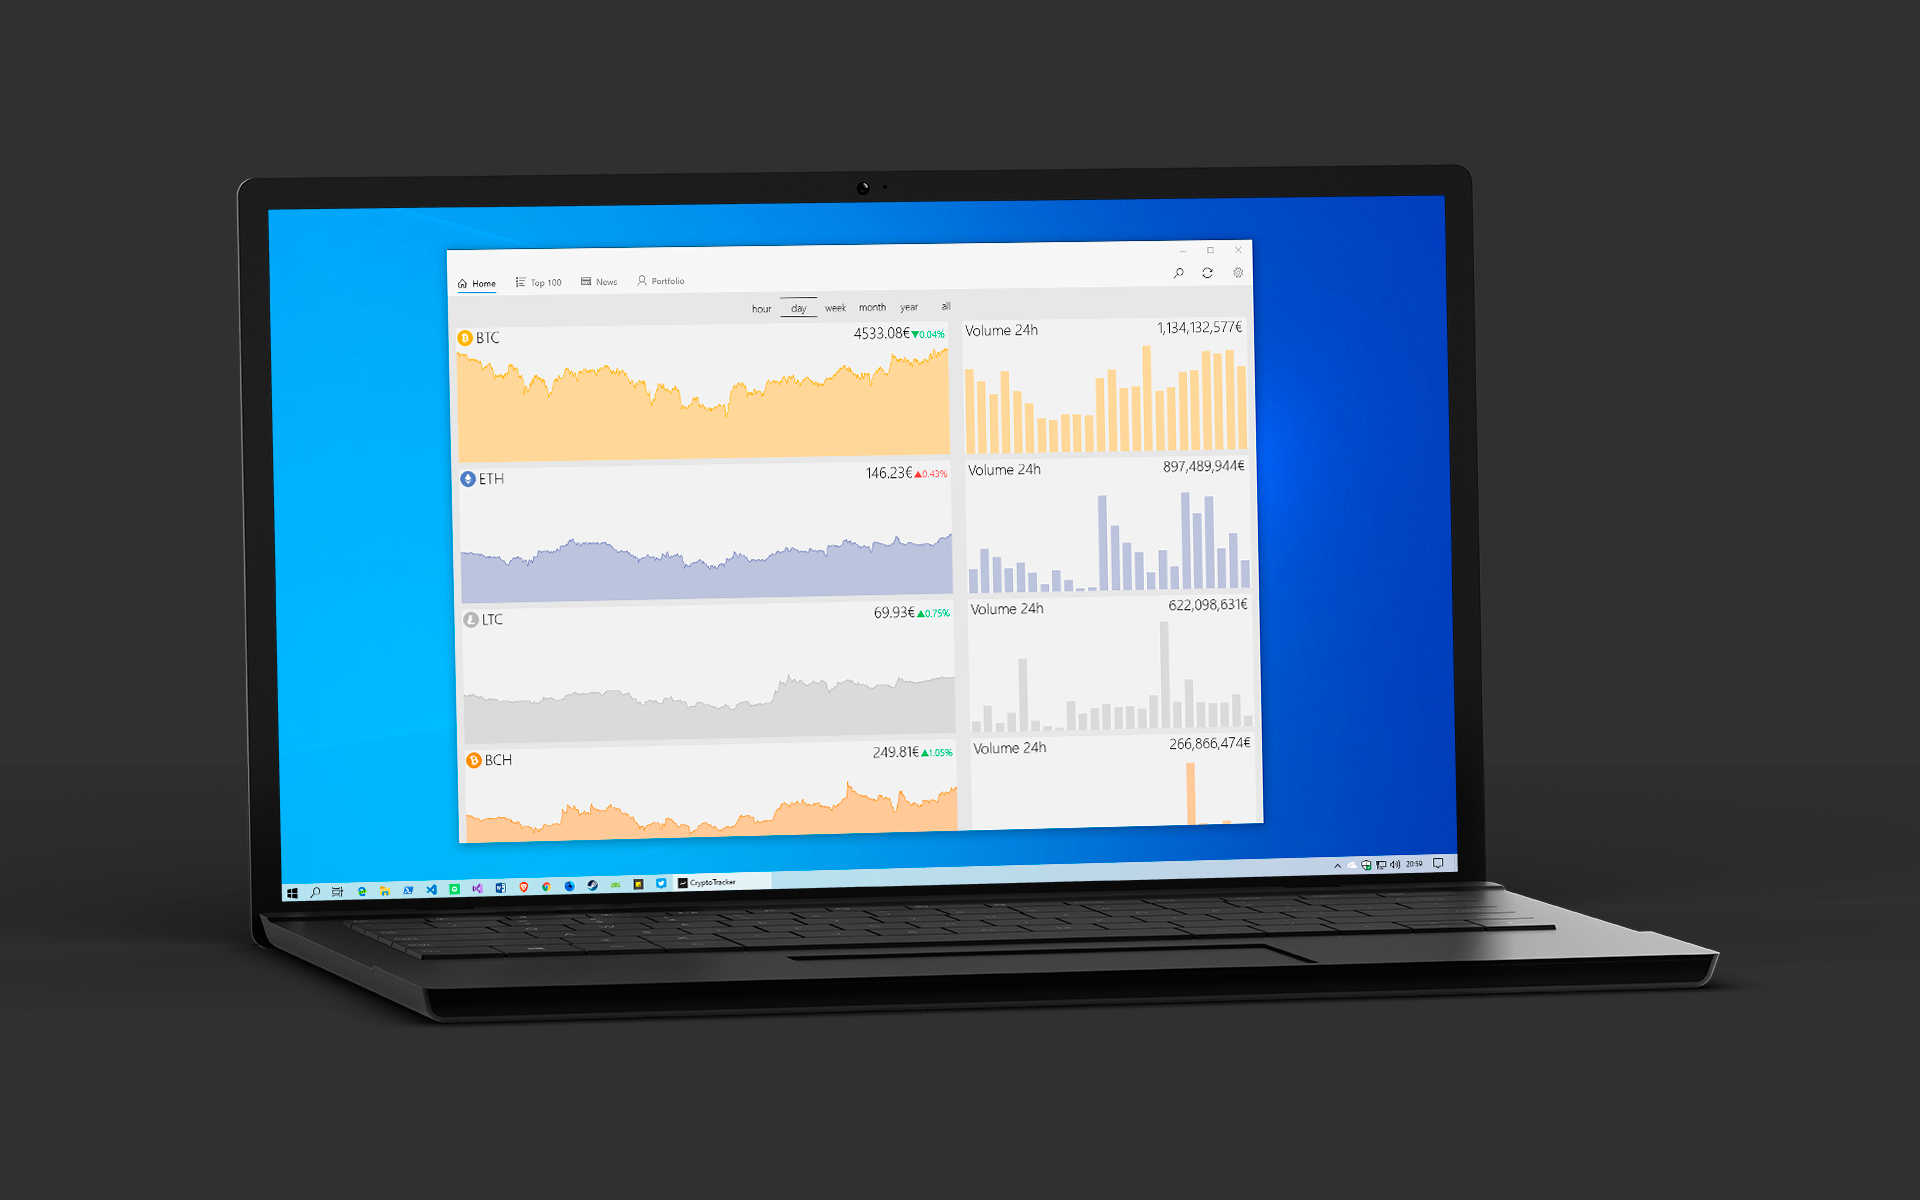 Home Top 100 News Portfolio
hour day week month year all
BTC 4533.08€ ▼0.04% Volume 24h 1,134,132,577€
ETH 146.23€ ▲0.43% Volume 24h 897,489,944€
LTC 69.93€ ▲0.75% Volume 24h 622,098,631€
BCH 249.81€ ▲1.05% Volume 24h 266,866,474€
CryptoTracker 20:59